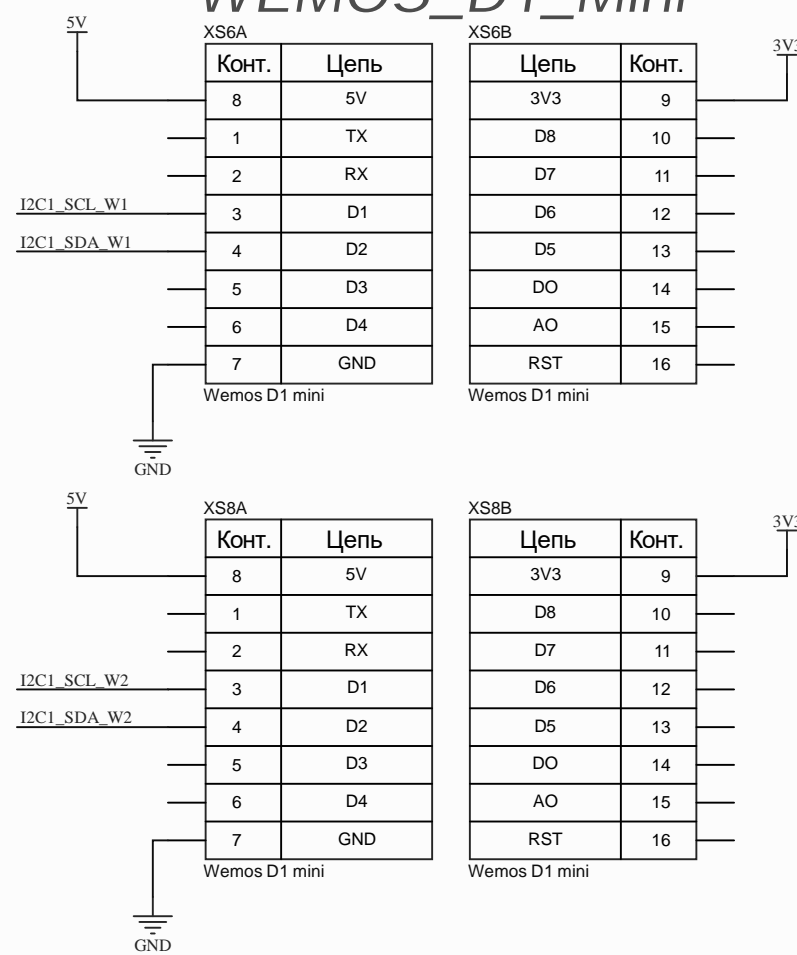 WEMOS_D1_Mini
5V
XS6A XS6B
3V3
Конт. Цепь Цепь Конт.
8 5V 3V3 9
1 TX D8 10
2 RX D7 11
I2C1_SCL_W1 3 D1 D6 12
I2C1_SDA_W1 4 D2 D5 13
5 D3 DO 14
6 D4 AO 15
7 GND RST 16
Wemos D1 mini Wemos D1 mini
GND
5V
XS8A XS8B
3V3
Конт. Цепь Цепь Конт.
8 5V 3V3 9
1 TX D8 10
2 RX D7 11
I2C1_SCL_W2 3 D1 D6 12
I2C1_SDA_W2 4 D2 D5 13
5 D3 DO 14
6 D4 AO 15
7 GND RST 16
Wemos D1 mini Wemos D1 mini
GND